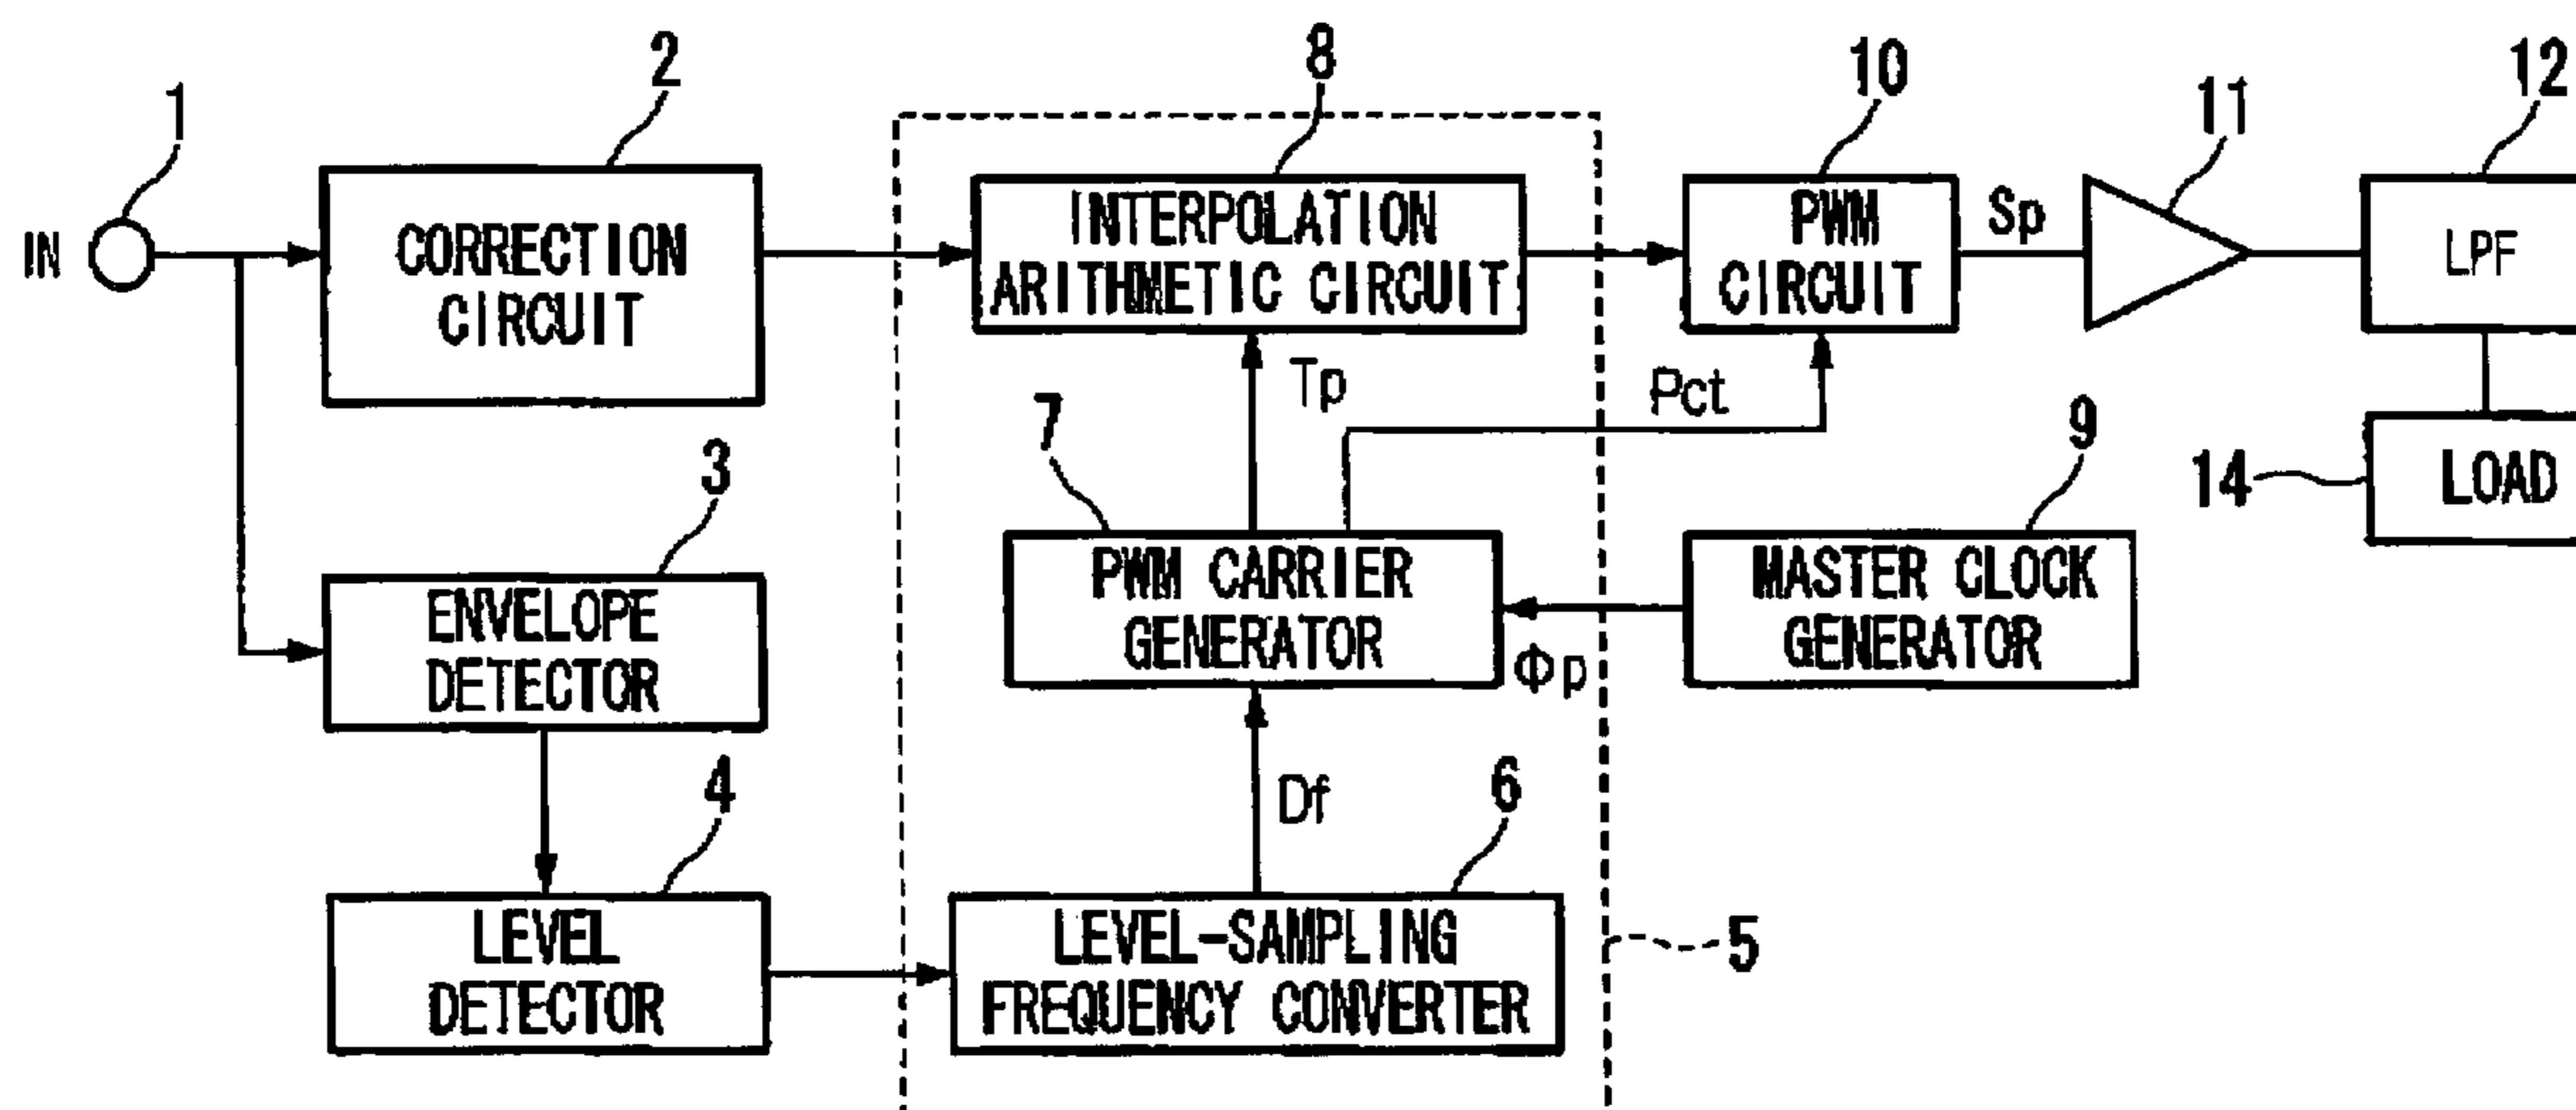 1
2
8
10
11
12
IN
CORRECTION
CIRCUIT
INTERPOLATION
ARITHMETIC CIRCUIT
PWM
CIRCUIT
Sp
LPF
Tp
Pct
3
7
9
14
LOAD
ENVELOPE
DETECTOR
PWM CARRIER
GENERATOR
Φp
MASTER CLOCK
GENERATOR
4
Df
6
LEVEL
DETECTOR
LEVEL-SAMPLING
FREQUENCY CONVERTER
5